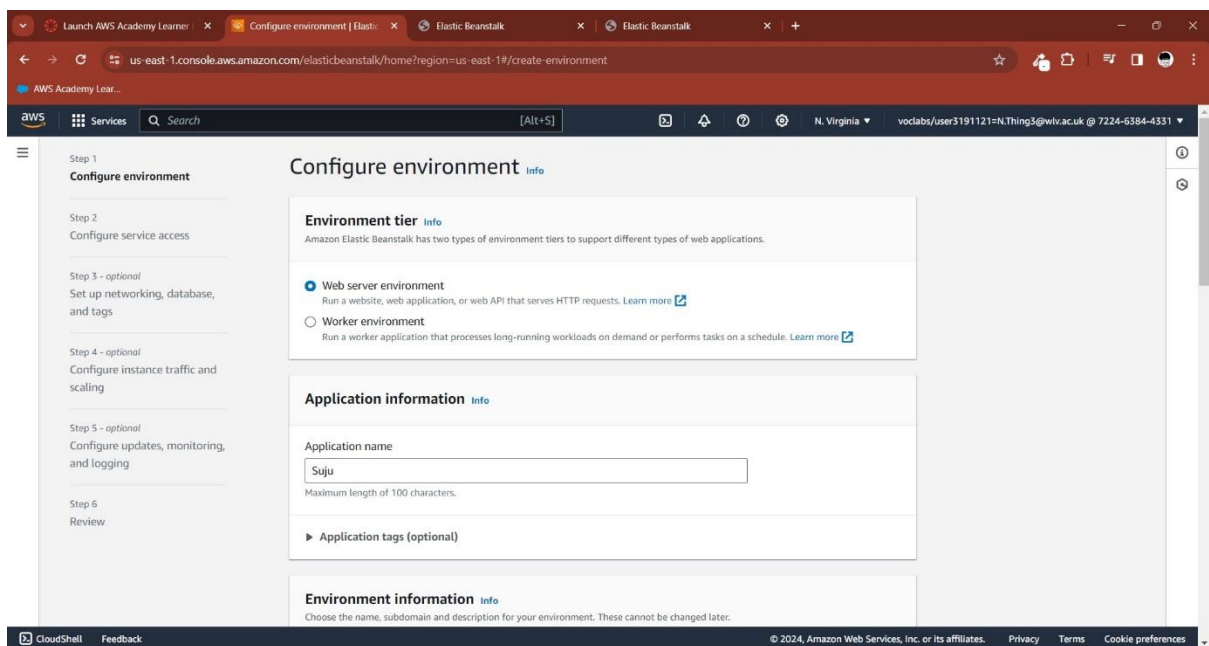 Launch AWS Academy Learner
Configure environment | Elastic
Elastic Beanstalk
Elastic Beanstalk
us-east-1.console.aws.amazon.com/elasticbeanstalk/home?region=us-east-1#/create-environment
AWS Academy Lear...
aws
Services
Search
[Alt+S]
N. Virginia
voclabs/user3191121=N.Thing3@wlv.ac.uk @ 7224-6384-4331
Step 1
Configure environment
Step 2
Configure service access
Step 3 - optional
Set up networking, database,
and tags
Step 4 - optional
Configure instance traffic and
scaling
Step 5 - optional
Configure updates, monitoring,
and logging
Step 6
Review
Configure environment Info
Environment tier Info
Amazon Elastic Beanstalk has two types of environment tiers to support different types of web applications.
Web server environment
Run a website, web application, or web API that serves HTTP requests. Learn more
Worker environment
Run a worker application that processes long-running workloads on demand or performs tasks on a schedule. Learn more
Application information Info
Application name
Suju
Maximum length of 100 characters.
Application tags (optional)
Environment information Info
Choose the name, subdomain and description for your environment. These cannot be changed later.
CloudShell
Feedback
© 2024, Amazon Web Services, Inc. or its affiliates.
Privacy
Terms
Cookie preferences